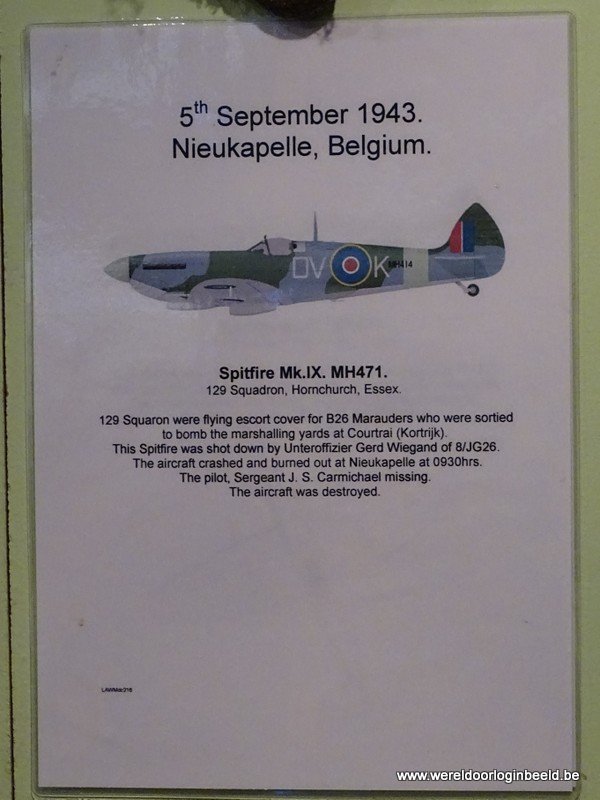 5th September 1943.
Nieukapelle, Belgium.
DV K MH414
Spitfire Mk.IX. MH471.
129 Squadron, Hornchurch, Essex.
129 Squaron were flying escort cover for B26 Marauders who were sortied
to bomb the marshalling yards at Courtrai (Kortrijk).
This Spitfire was shot down by Unteroffizier Gerd Wiegand of 8/JG26.
The aircraft crashed and burned out at Nieukapelle at 0930hrs.
The pilot, Sergeant J. S. Carmichael missing.
The aircraft was destroyed.
www.wereldoorloginbeeld.be